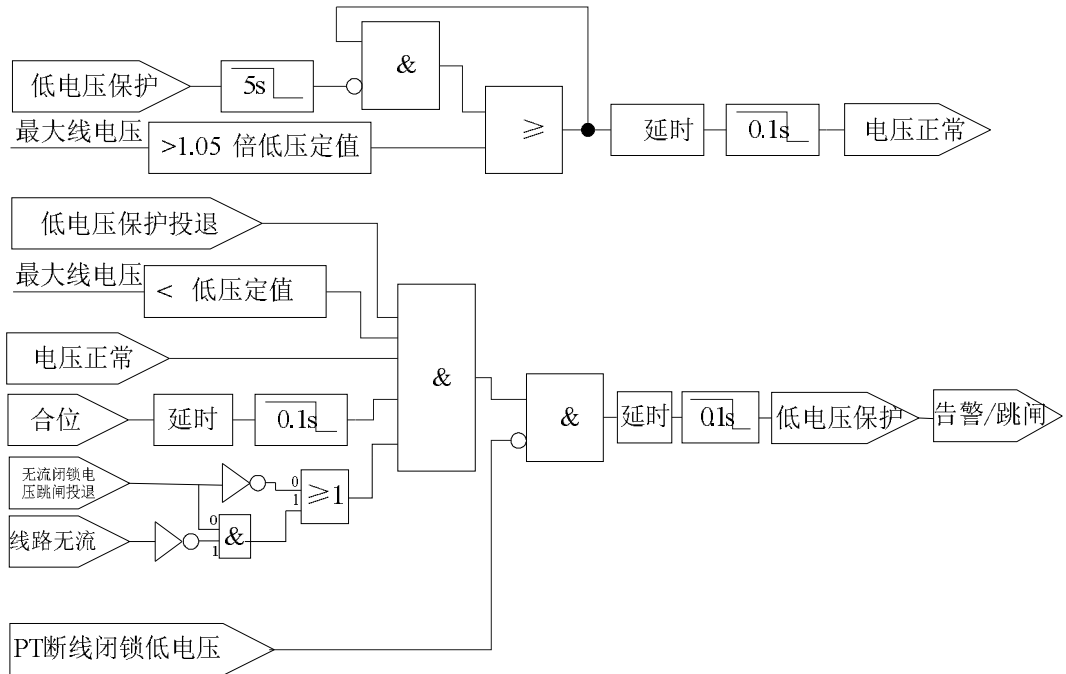 &
低电压保护
5s
最大线电压
>1.05 倍低压定值
≥
延时
0.1s
电压正常
低电压保护投退
最大线电压
< 低压定值
电压正常
&
合位
延时
0.1s
&
延时
0.1s
低电压保护
告警/跳闸
无流闭锁电
压跳闸投退
0
1
≥1
线路无流
0
1
&
PT断线闭锁低电压